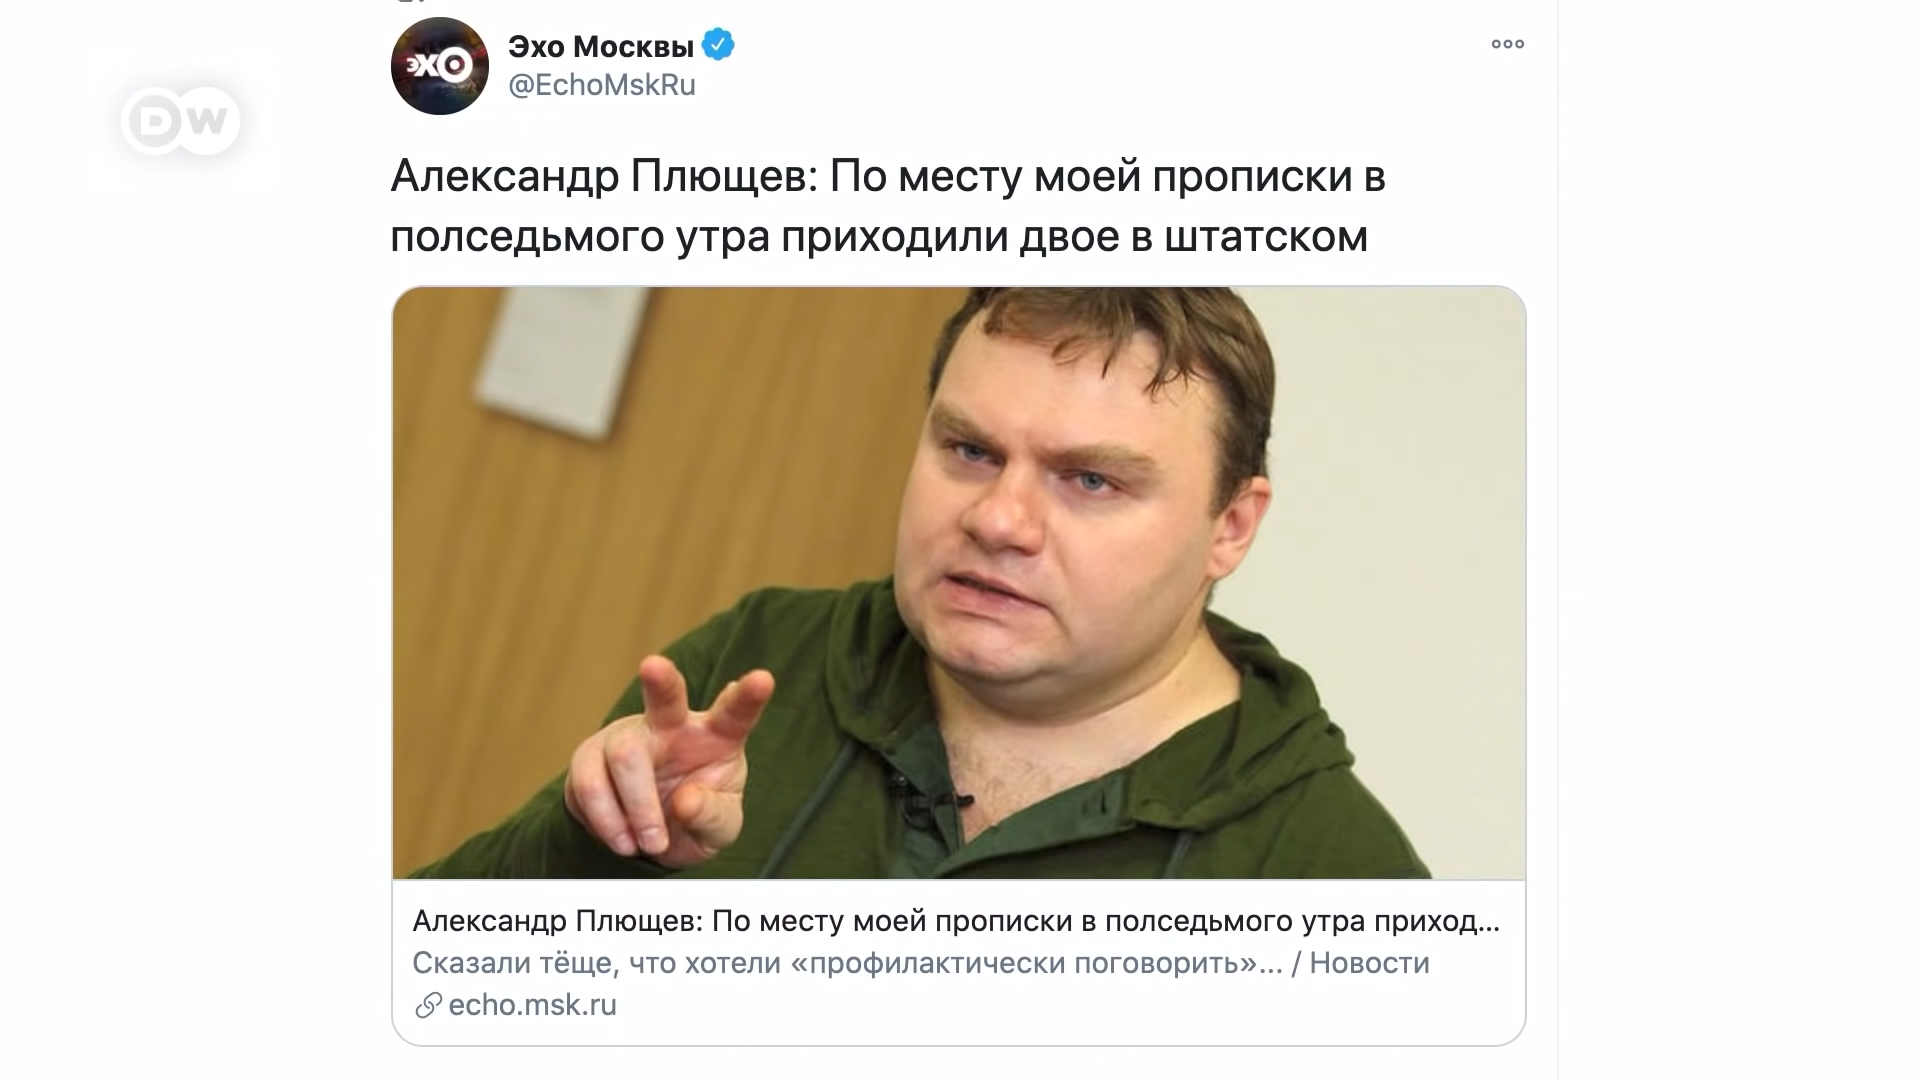 DW
ЭХО
Эхо Москвы
@EchoMskRu
Александр Плющев: По месту моей прописки в
полседьмого утра приходили двое в штатском
Александр Плющев: По месту моей прописки в полседьмого утра приход...
Сказали тёще, что хотели «профилактически поговорить»... / Новости
echo.msk.ru